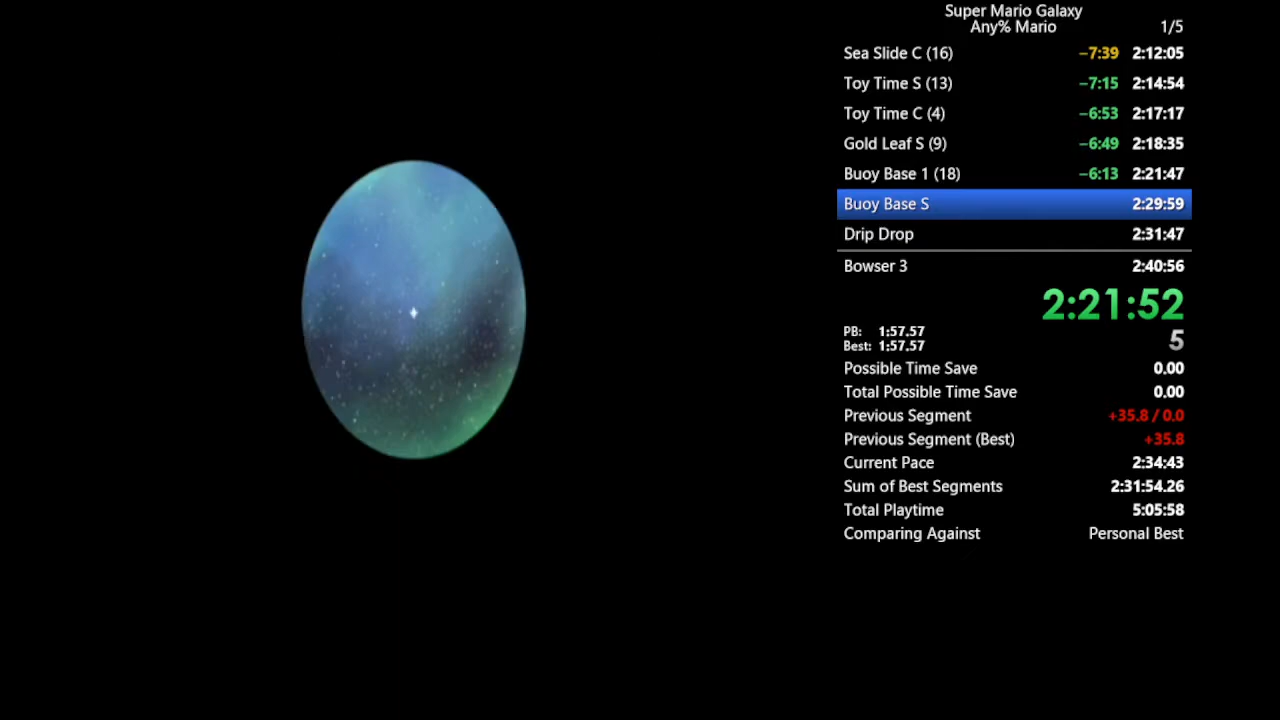 Super Mario Galaxy
Any% Mario 1/5
Sea Slide C (16) −7:39 2:12:05
Toy Time S (13) −7:15 2:14:54
Toy Time C (4) −6:53 2:17:17
Gold Leaf S (9) −6:49 2:18:35
Buoy Base 1 (18) −6:13 2:21:47
Buoy Base S 2:29:59
Drip Drop 2:31:47
Bowser 3 2:40:56
2:21:52
PB: 1:57.57
Best: 1:57.57 5
Possible Time Save 0.00
Total Possible Time Save 0.00
Previous Segment +35.8 / 0.0
Previous Segment (Best) +35.8
Current Pace 2:34:43
Sum of Best Segments 2:31:54.26
Total Playtime 5:05:58
Comparing Against Personal Best